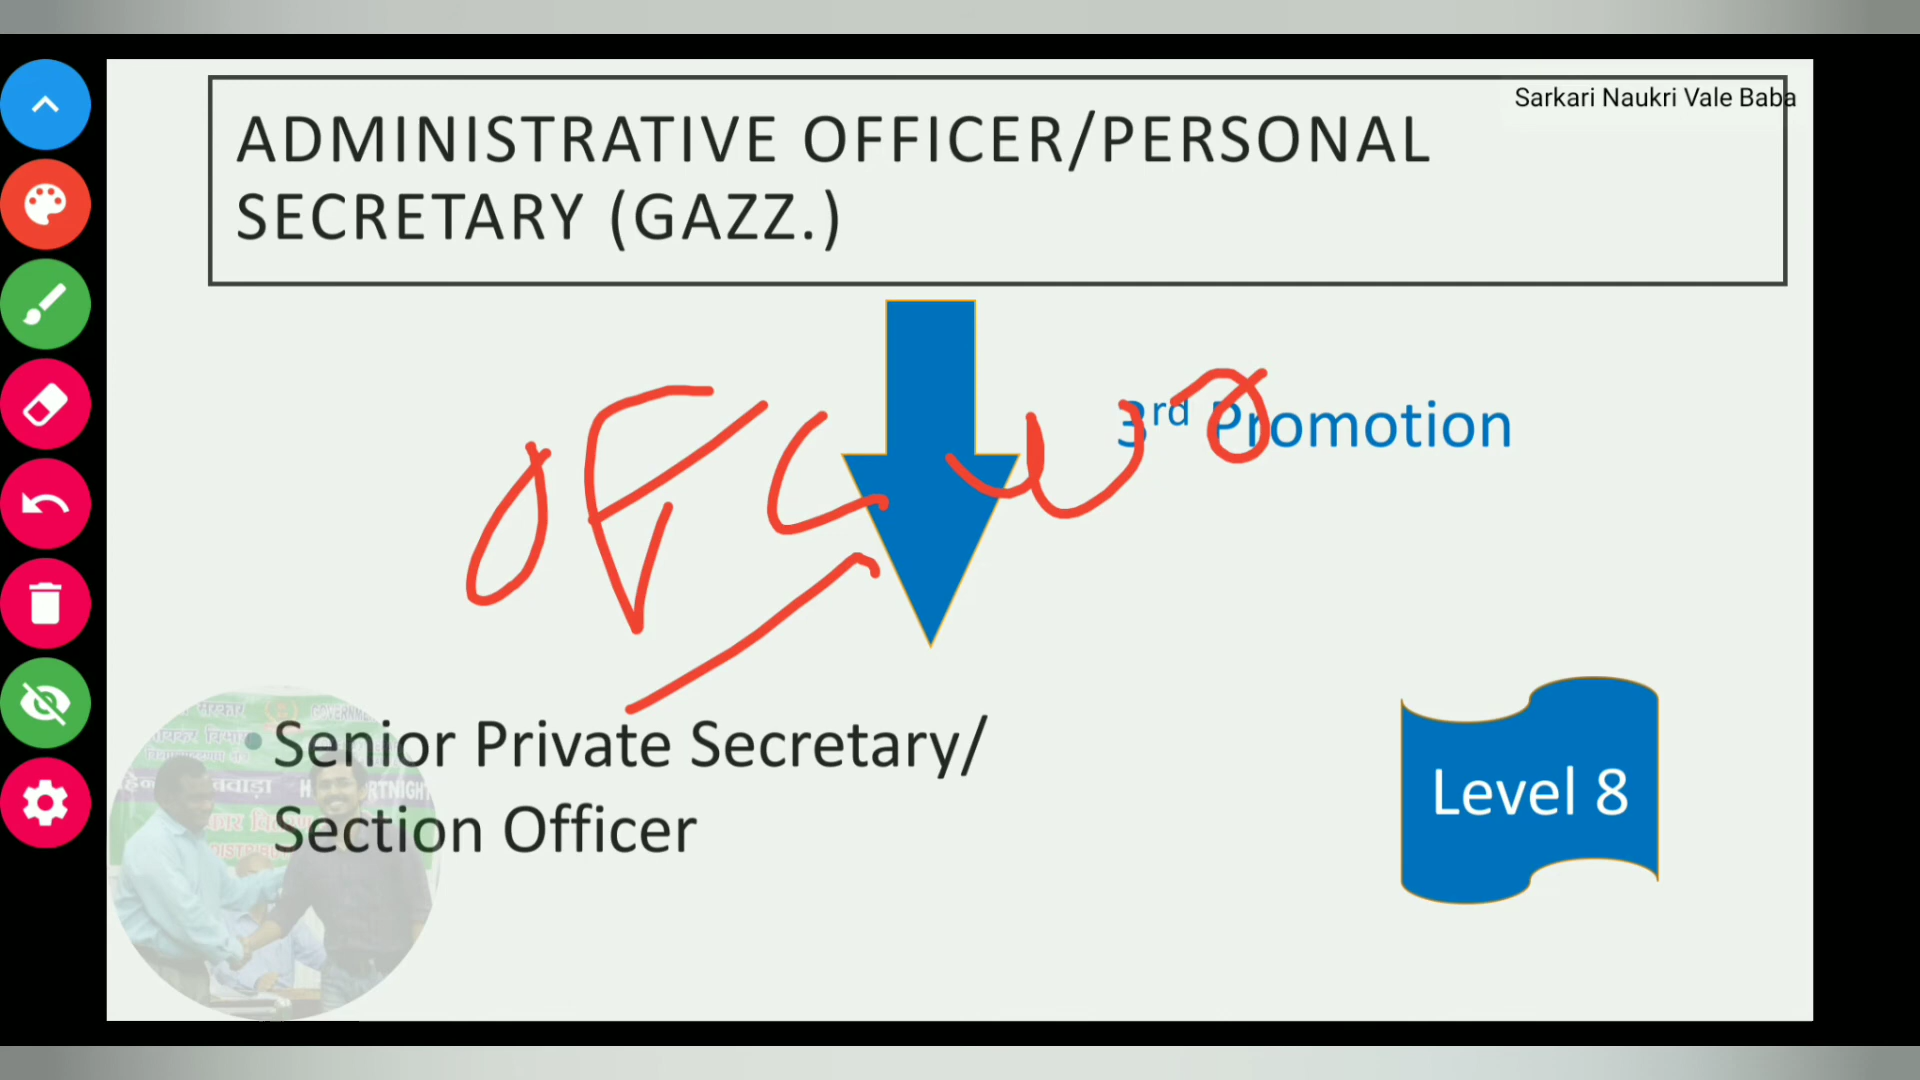 Sarkari Naukri Vale Baba
ADMINISTRATIVE OFFICER/PERSONAL
SECRETARY (GAZZ.)
3rd Promotion
• Senior Private Secretary/
Section Officer
Level 8